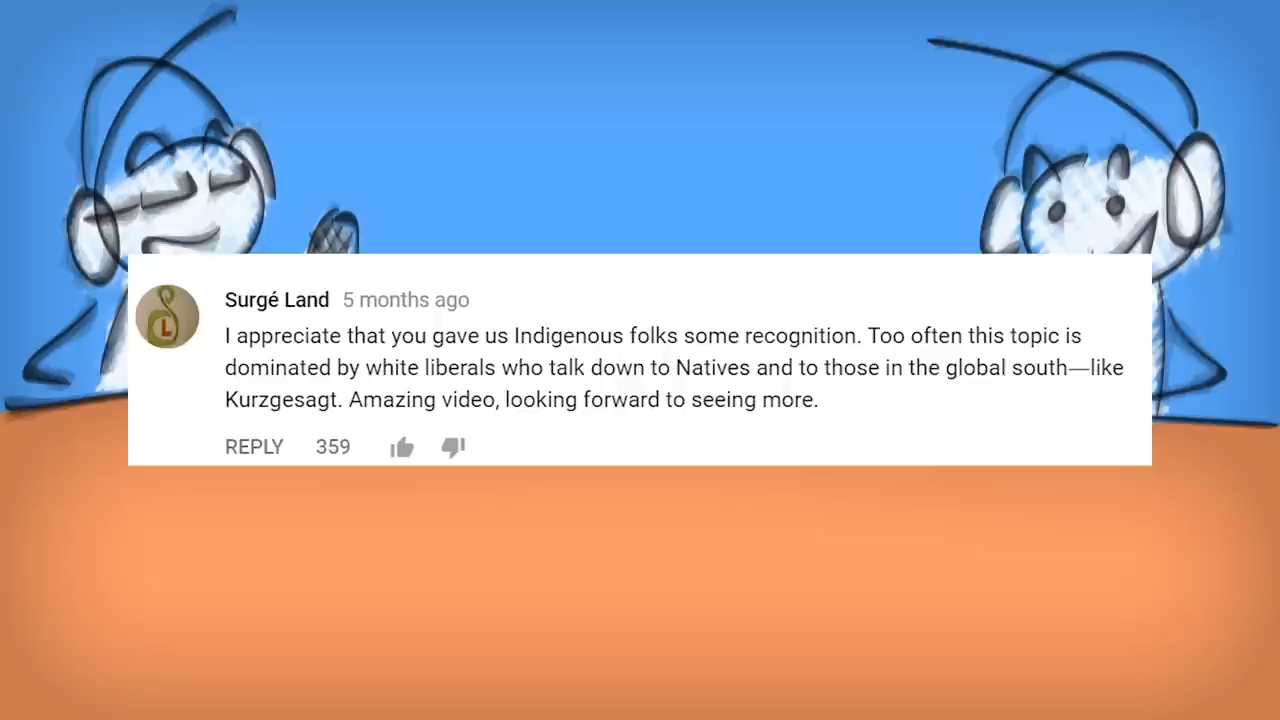 Surgé Land 5 months ago
I appreciate that you gave us Indigenous folks some recognition. Too often this topic is
dominated by white liberals who talk down to Natives and to those in the global south—like
Kurzgesagt. Amazing video, looking forward to seeing more.
REPLY 359
L